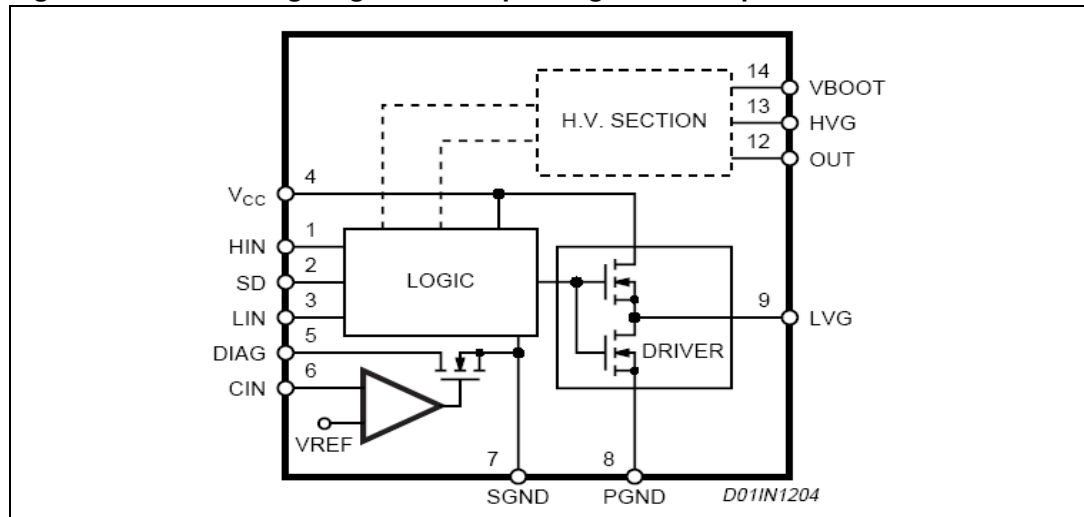 14
VBOOT
H.V. SECTION
13
HVG
12
OUT
4
VCC
1
HIN
2
SD
LOGIC
3
LIN
9
LVG
5
DIAG
DRIVER
6
CIN
VREF
7
8
SGND
PGND
D01IN1204